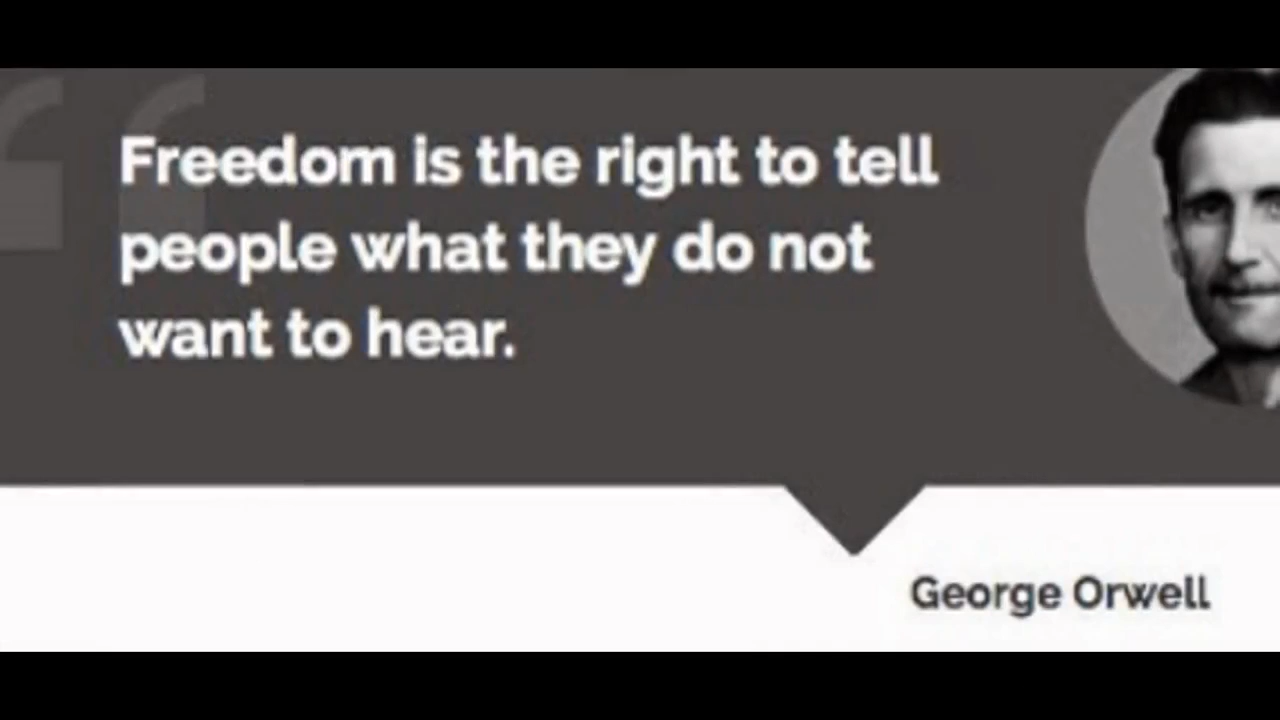 Freedom is the right to tell
people what they do not
want to hear.
George Orwell